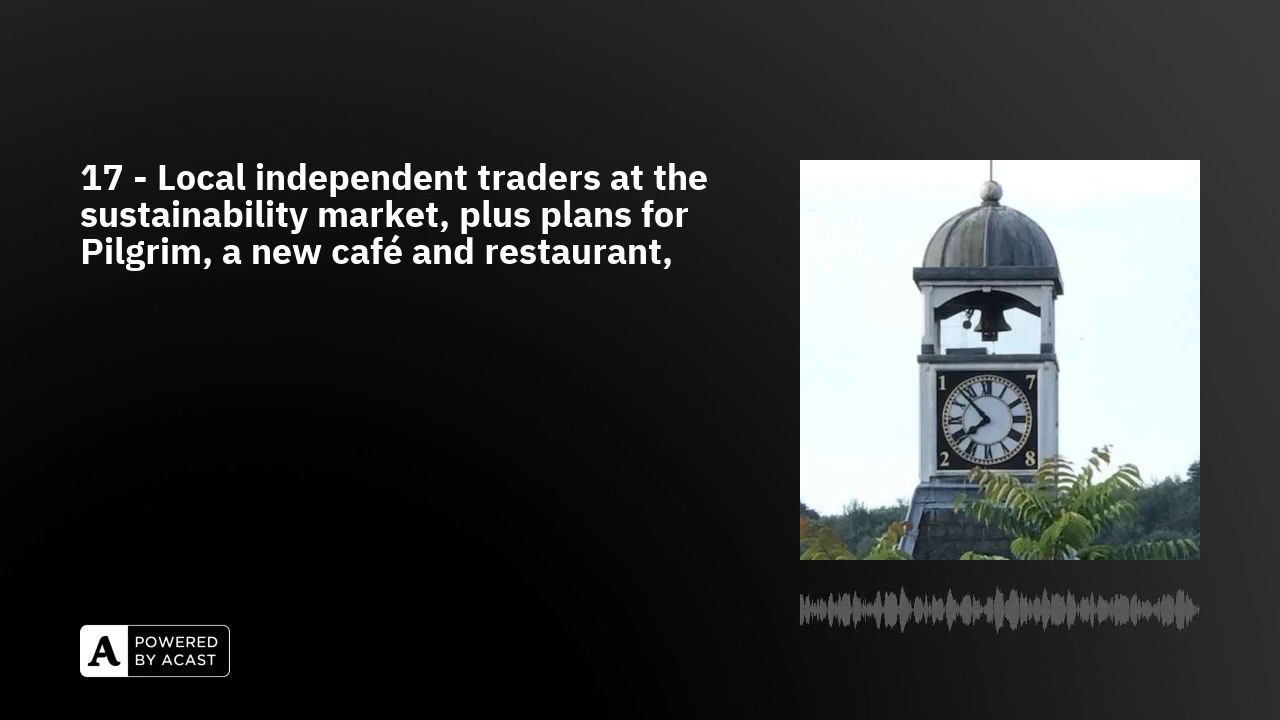 17 - Local independent traders at the
sustainability market, plus plans for
Pilgrim, a new café and restaurant,
1 7
2 8
A POWERED
BY ACAST